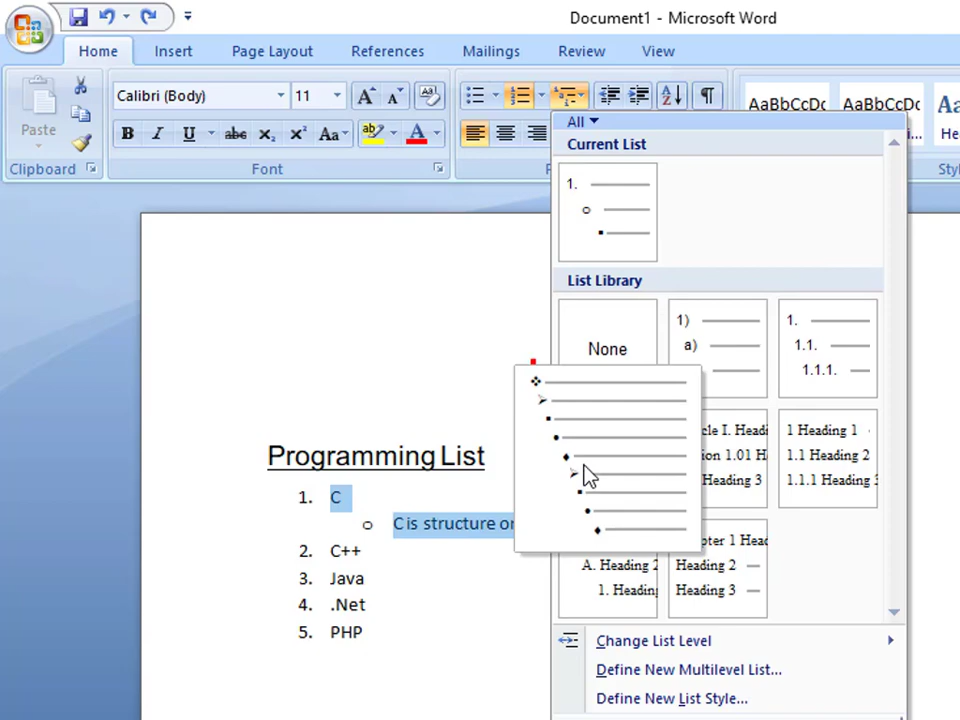 Document1 - Microsoft Word
Home Insert Page Layout References Mailings Review View
Paste
Calibri (Body) 11
AaBbCcDc AaBbCcDc
B I U abc X₂ X² Aa ab A
Clipboard Font
All
Current List
1.
List Library
None
1)
a)
1.
1.1.
1.1.1.
1 Heading 1
1.1 Heading 2
1.1.1 Heading 3
Heading 3
A. Heading 2
1. Heading
Heading 2
Heading 3
Programming List
1. C
o C is structure
2. C++
3. Java
4. .Net
5. PHP
Change List Level
Define New Multilevel List...
Define New List Style...